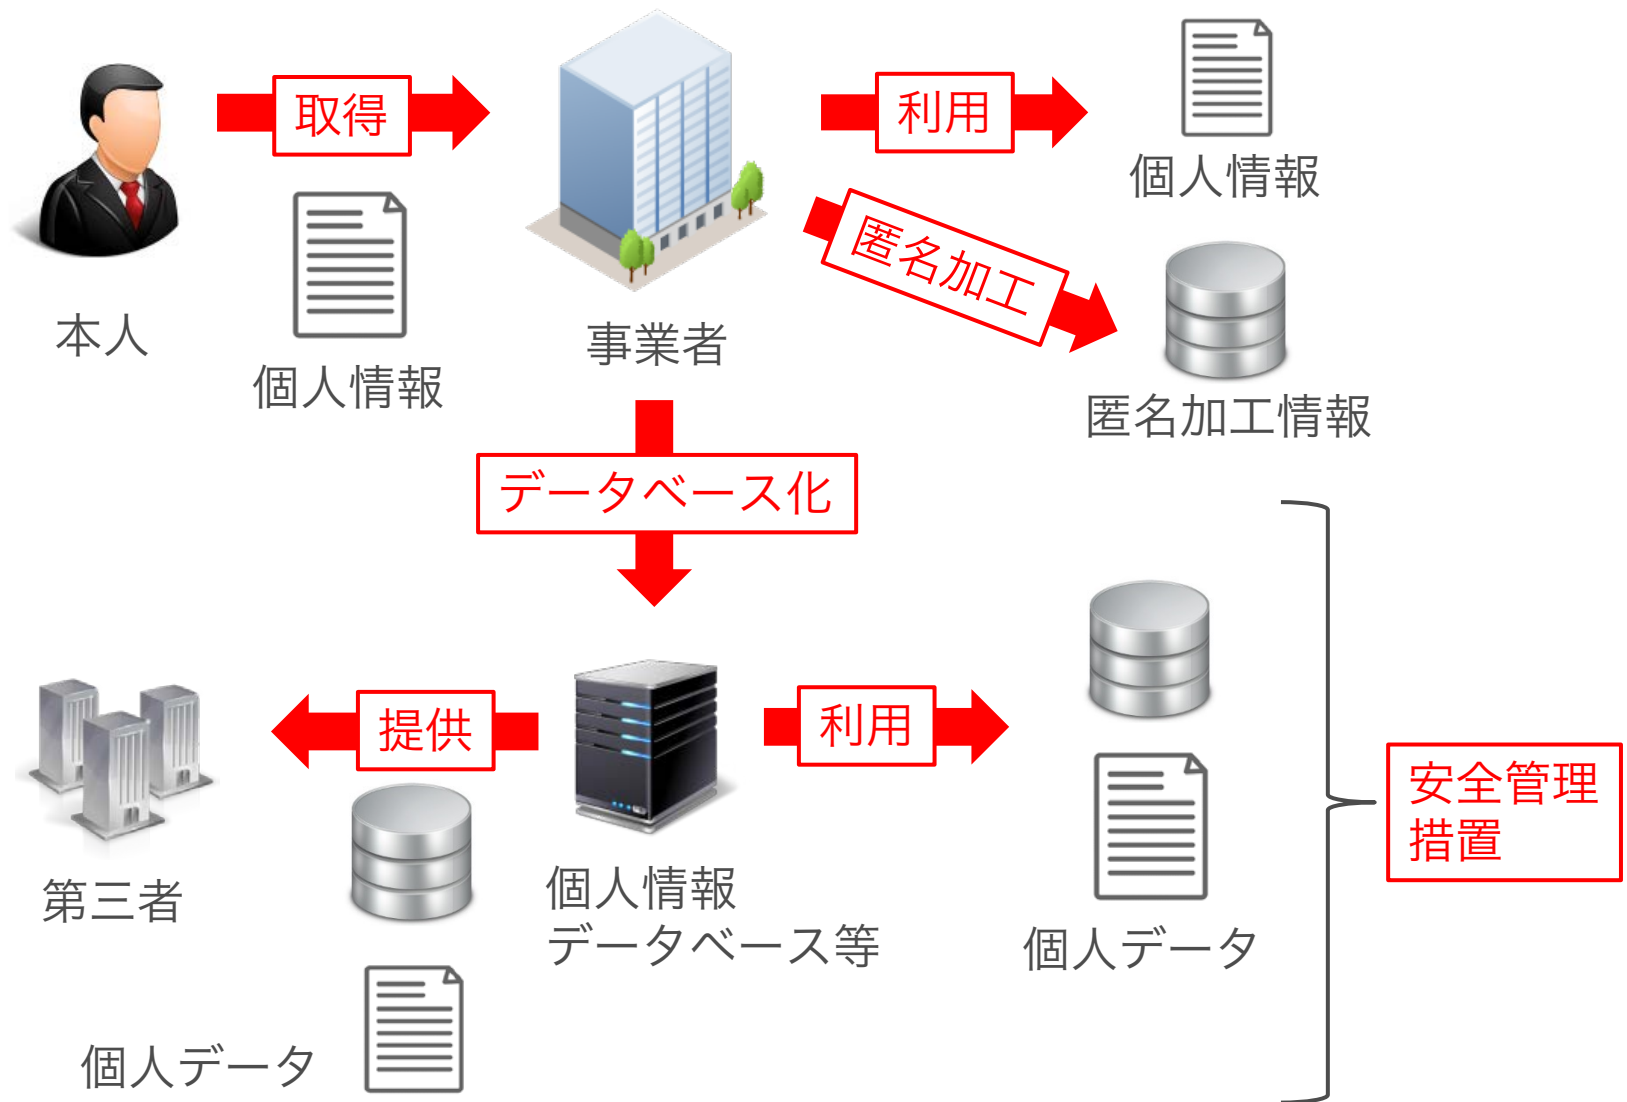 取得
利用
個人情報
匿名加工
本人
個人情報
事業者
匿名加工情報
データベース化
提供
利用
安全管理
措置
第三者
個人情報
データベース等
個人データ
個人データ